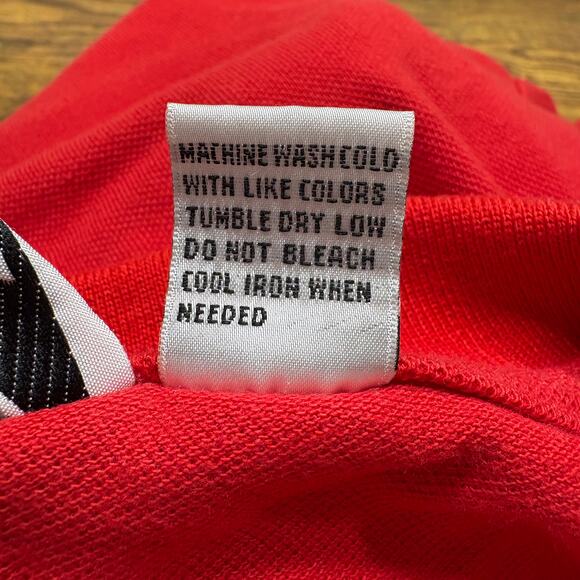 MACHINE WASH COLD
WITH LIKE COLORS
TUMBLE DRY LOW
DO NOT BLEACH
COOL IRON WHEN
NEEDED